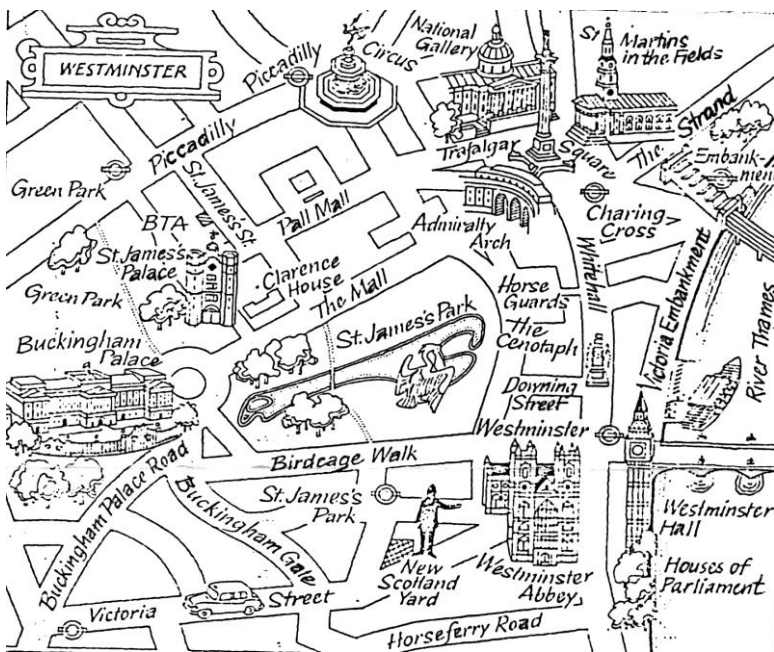 WESTMINSTER
Piccadilly
Circus
National
Gallery
St Martins
in the Fields
Piccadilly
The Strand
Trafalgar
Square
Embank-
ment
Green Park
St. James's St.
Pall Mall
BTA
Admiralty
Arch
Charing
Cross
St. James's
Palace
Clarence
House
The Mall
Whitehall
Green Park
Horse
Guards
St. James's Park
The
Cenotaph
Victoria Embankment
River Thames
Buckingham
Palace
Downing
Street
Westminster
Birdcage Walk
Buckingham Palace Road
Buckingham Gate
St. James's
Park
Westminster
Hall
New
Scotland
Yard
Westminster
Abbey
Houses of
Parliament
Victoria
Street
Horseferry Road